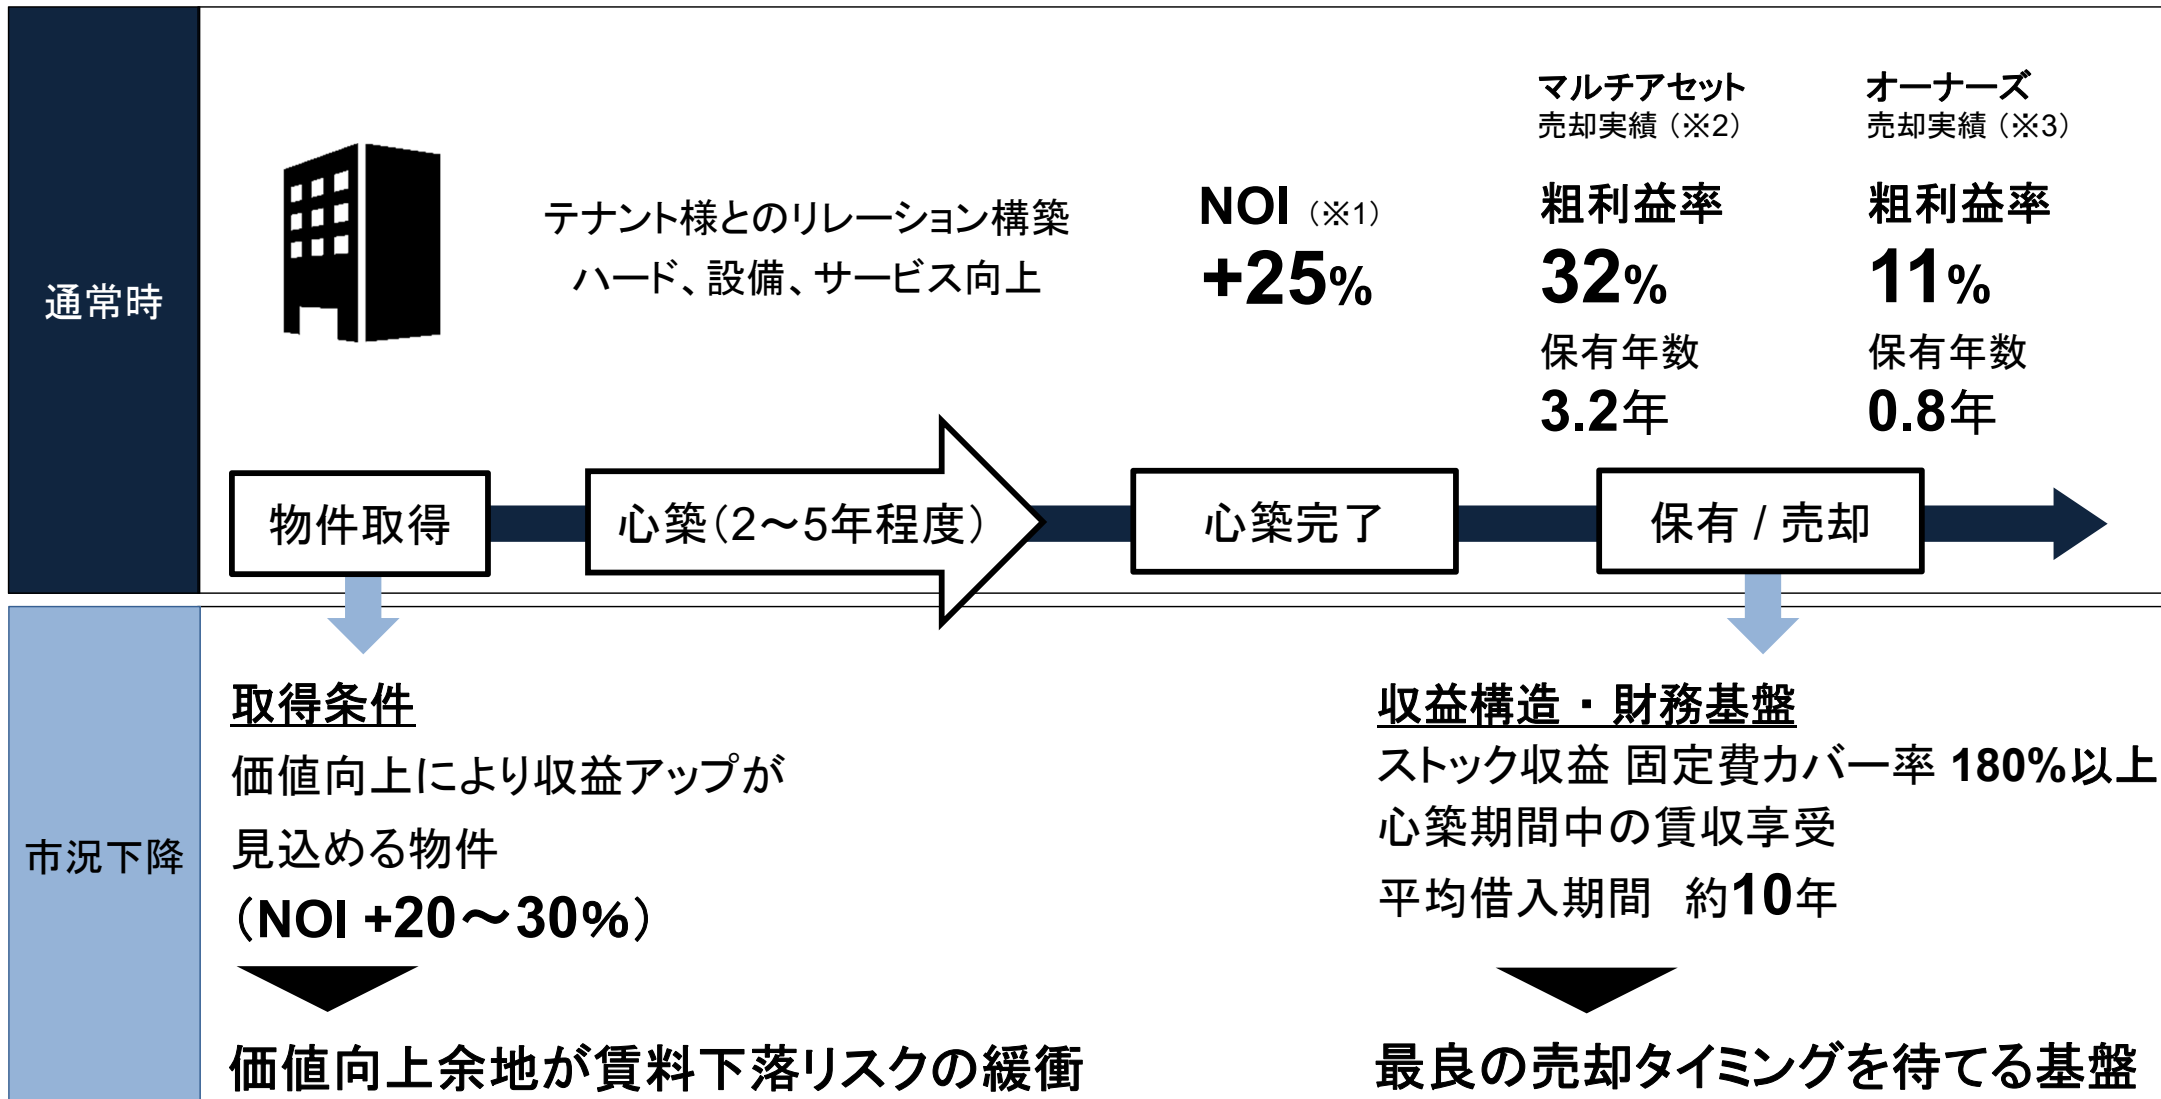 通常時
テナント様とのリレーション構築
ハード、設備、サービス向上
NOI（※1）
+25%
マルチアセット
売却実績（※2）
粗利益率
32%
保有年数
3.2年
オーナーズ
売却実績（※3）
粗利益率
11%
保有年数
0.8年
物件取得
心築（2～5年程度）
心築完了
保有 / 売却
市況下降
取得条件
価値向上により収益アップが
見込める物件
（NOI +20～30%）
価値向上余地が賃料下落リスクの緩衝
収益構造・財務基盤
ストック収益 固定費カバー率 180%以上
心築期間中の賃収享受
平均借入期間　約10年
最良の売却タイミングを待てる基盤